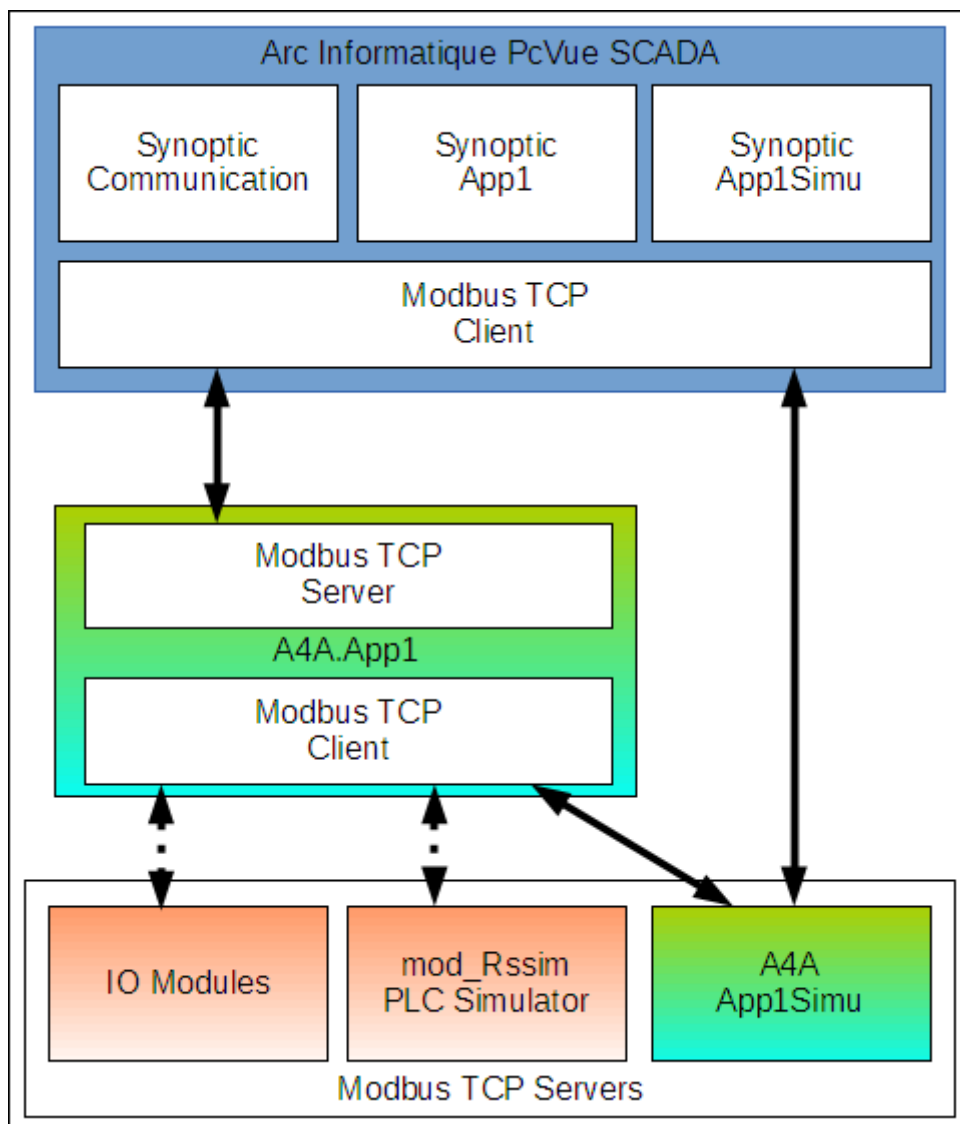 Arc Informatique PcVue SCADA
Synoptic
Communication
Synoptic
App1
Synoptic
App1Simu
Modbus TCP
Client
Modbus TCP
Server
A4A.App1
Modbus TCP
Client
IO Modules
mod_Rssim
PLC Simulator
A4A
App1Simu
Modbus TCP Servers